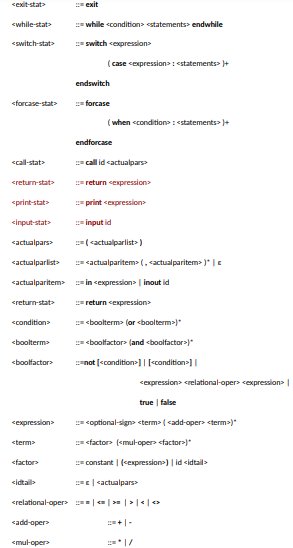 <exit-stat> ::= exit
<while-stat> ::= while <condition> <statements> endwhile
<switch-stat> ::= switch <expression>
( case <expression> : <statements> )+
endswitch
<forcase-stat> ::= forcase
( when <condition> : <statements> )+
endforcase
<call-stat> ::= call id <actualpars>
<return-stat> ::= return <expression>
<print-stat> ::= print <expression>
<input-stat> ::= input id
<actualpars> ::= ( <actualparlist> )
<actualparlist> ::= <actualparitem> ( , <actualparitem> )* | ε
<actualparitem> ::= in <expression> | inout id
<return-stat> ::= return <expression>
<condition> ::= <boolterm> (or <boolterm>)*
<boolterm> ::= <boolfactor> (and <boolfactor>)*
<boolfactor> ::=not [<condition>] | [<condition>] |
<expression> <relational-oper> <expression> |
true | false
<expression> ::= <optional-sign> <term> ( <add-oper> <term>)*
<term> ::= <factor> (<mul-oper> <factor>)*
<factor> ::= constant | (<expression>) | id <idtail>
<idtail> ::= ε | <actualpars>
<relational-oper> ::= = | <= | >= | > | < | <>
<add-oper> ::= + | -
<mul-oper> ::= * | /